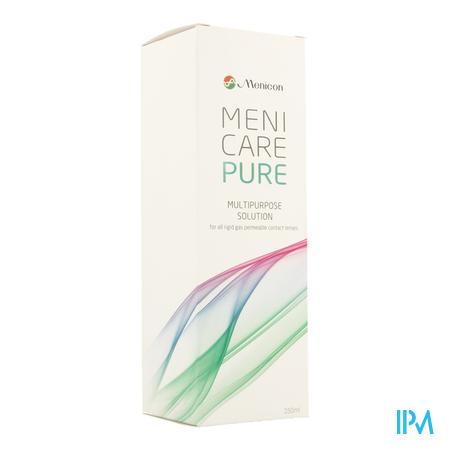 Menicon
MENI
CARE
PURE
MULTIPURPOSE
SOLUTION
for all rigid gas permeable contact lenses
250ml
IPM